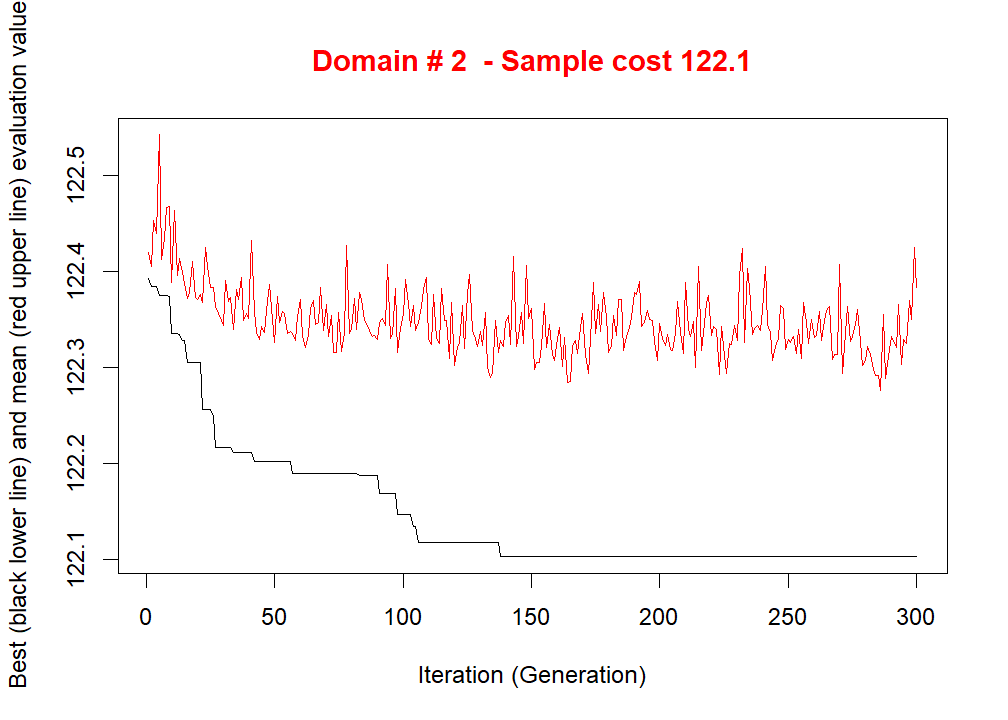 Domain # 2  - Sample cost 122.1
Best (black lower line) and mean (red upper line) evaluation value
122.5
122.4
122.3
122.2
122.1
0 50 100 150 200 250 300
Iteration (Generation)